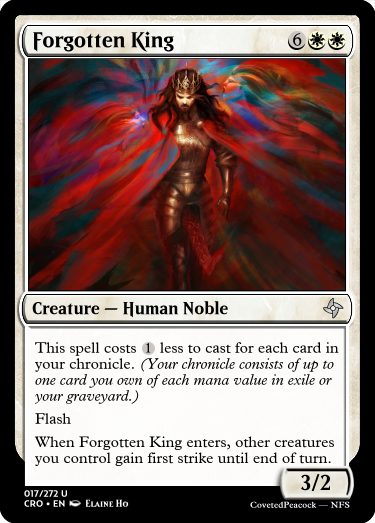 Forgotten King 6
Creature — Human Noble
This spell costs 1 less to cast for each card in
your chronicle. (Your chronicle consists of up to
one card you own of each mana value in exile or
your graveyard.)
Flash
When Forgotten King enters, other creatures
you control gain first strike until end of turn.
3/2
017/272 U
CRO • EN Elaine Ho
CovetedPeacock — NFS